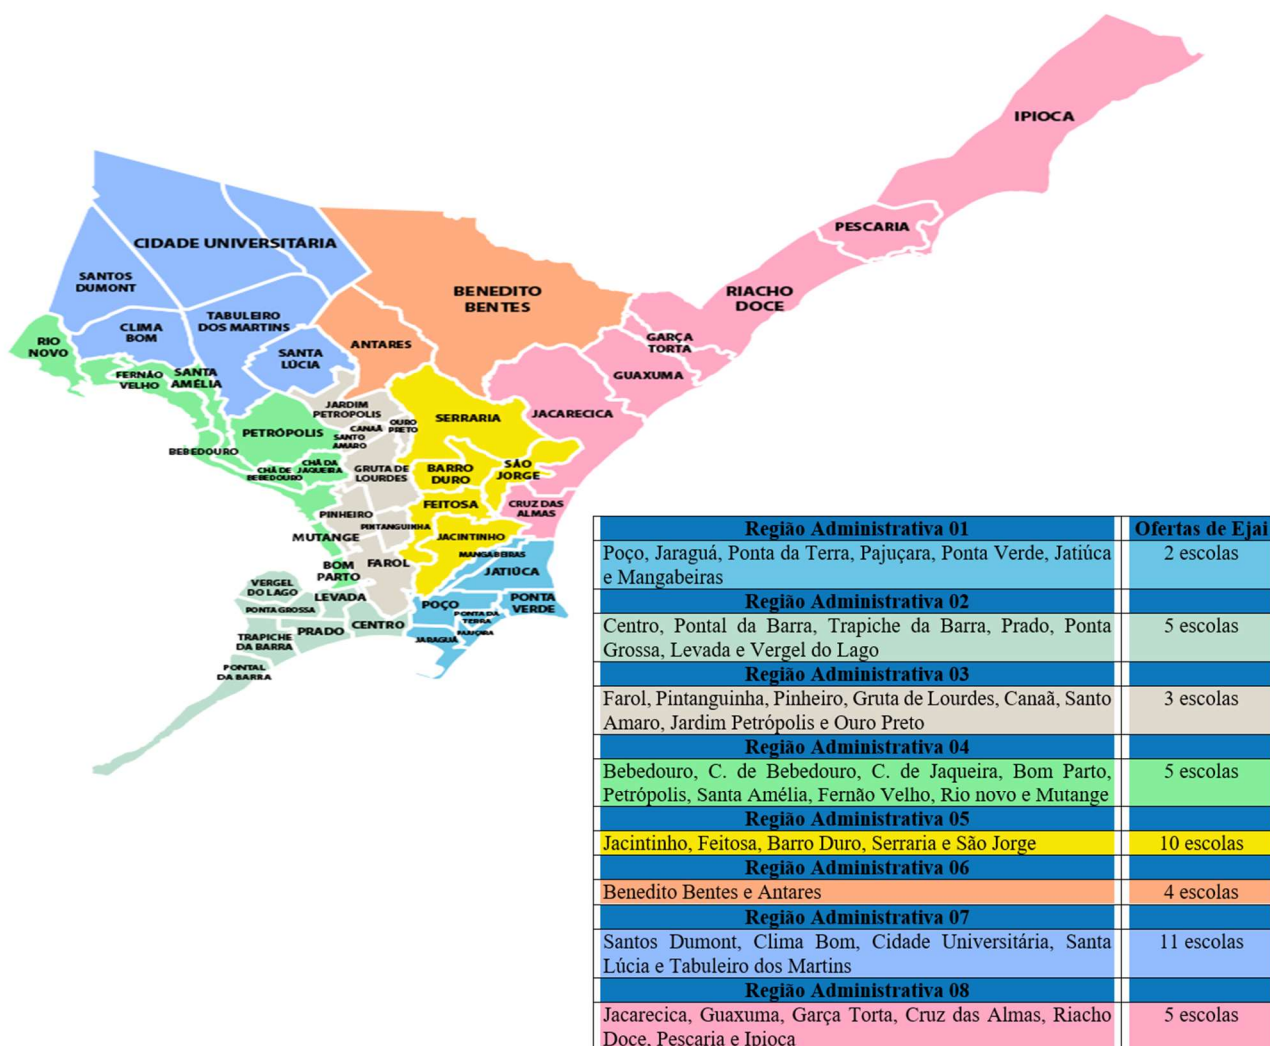 IPIOCA
PESCARIA
CIDADE UNIVERSITÁRIA
SANTOS
DUMONT
BENEDITO
BENTES
RIACHO
DOCE
TABULEIRO
DOS MARTINS
CLIMA
BOM
GARÇA
TORTA
RIO
NOVO
SANTA
LÚCIA
ANTARES
FERNÃO
VELHO
SANTA
AMÉLIA
GUAXUMA
JARDIM
PETROPOLIS
SERRARIA
JACARECICA
OURO
PRETO
CANAÃ
SANTO
AMARO
PETRÓPOLIS
BEBEDOURO
CHÃ DA
JAQUEIRA
CHÃ DE
BEBEDOURO
GRUTA DE
LOURDES
BARRO
DURO
SÃO
JORGE
FEITOSA
CRUZ DAS
ALMAS
PINHEIRO
PINTANGUINHA
MUTANGE
JACINTINHO
MANGABEIRAS
BOM
PARTO
FAROL
JATIÚCA
VERGEL
DO LAGO
LEVADA
POÇO
PONTA
VERDE
PONTA GROSSA
PONTA DA
TERRA
TRAPICHE
DA BARRA
PRADO
CENTRO
JARAGUÁ
PAJUÇARA
PONTAL
DA BARRA
Região Administrativa 01 Ofertas de Ejai
Poço, Jaraguá, Ponta da Terra, Pajuçara, Ponta Verde, Jatiúca 2 escolas
e Mangabeiras
Região Administrativa 02
Centro, Pontal da Barra, Trapiche da Barra, Prado, Ponta 5 escolas
Grossa, Levada e Vergel do Lago
Região Administrativa 03
Farol, Pintanguinha, Pinheiro, Gruta de Lourdes, Canaã, Santo 3 escolas
Amaro, Jardim Petrópolis e Ouro Preto
Região Administrativa 04
Bebedouro, C. de Bebedouro, C. de Jaqueira, Bom Parto, 5 escolas
Petrópolis, Santa Amélia, Fernão Velho, Rio novo e Mutange
Região Administrativa 05
Jacintinho, Feitosa, Barro Duro, Serraria e São Jorge 10 escolas
Região Administrativa 06
Benedito Bentes e Antares 4 escolas
Região Administrativa 07
Santos Dumont, Clima Bom, Cidade Universitária, Santa 11 escolas
Lúcia e Tabuleiro dos Martins
Região Administrativa 08
Jacarecica, Guaxuma, Garça Torta, Cruz das Almas, Riacho 5 escolas
Doce, Pescaria e Ipioca